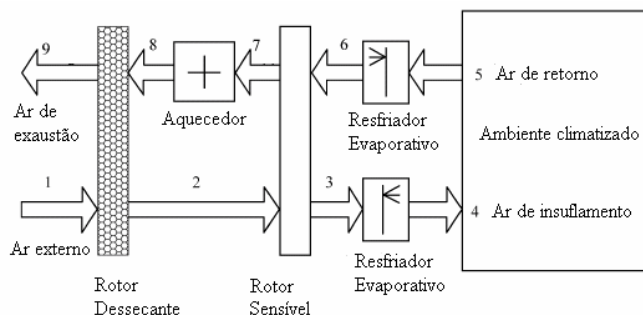 9
8
7
6
5 Ar de retorno
Ar de
exaustão
Aquecedor
Resfriador
Evaporativo
Ambiente climatizado
1
2
3
4 Ar de insuflamento
Ar externo
Resfriador
Evaporativo
Rotor
Dessecante
Rotor
Sensível